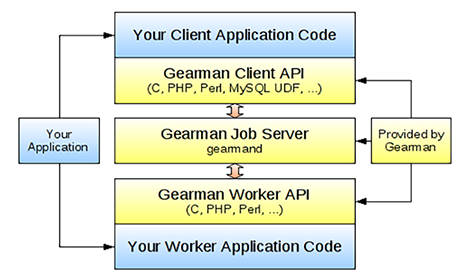 Your Client Application Code
Gearman Client API
(C, PHP, Perl, MySQL UDF, ...)
Your
Application
Gearman Job Server
gearmand
Provided by
Gearman
Gearman Worker API
(C, PHP, Perl, ...)
Your Worker Application Code